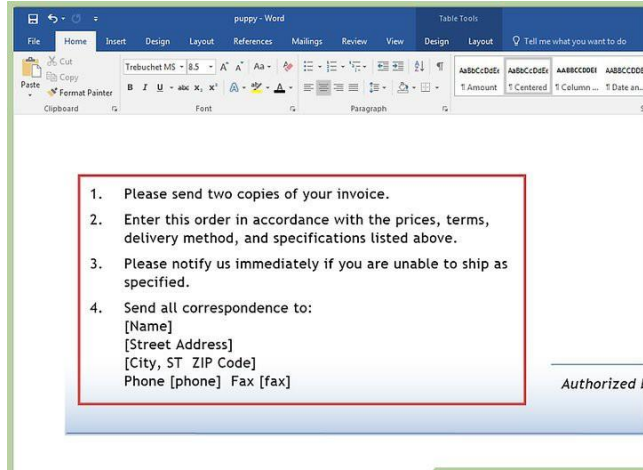 puppy - Word
Table Tools
File Home Insert Design Layout References Mailings Review View Design Layout Tell me what you want to do
Cut
Copy
Paste
Format Painter
Trebuchet MS 8.5 A A Aa
B I U abc x, x² A A
AaBbCcDdEe AaBbCcDdEe AABBCCDDEI AABBCCDDI
¶ Amount ¶ Centered ¶ Column ... ¶ Date an..
Clipboard Font Paragraph
1. Please send two copies of your invoice.
2. Enter this order in accordance with the prices, terms,
delivery method, and specifications listed above.
3. Please notify us immediately if you are unable to ship as
specified.
4. Send all correspondence to:
[Name]
[Street Address]
[City, ST ZIP Code]
Phone [phone] Fax [fax]
Authorized